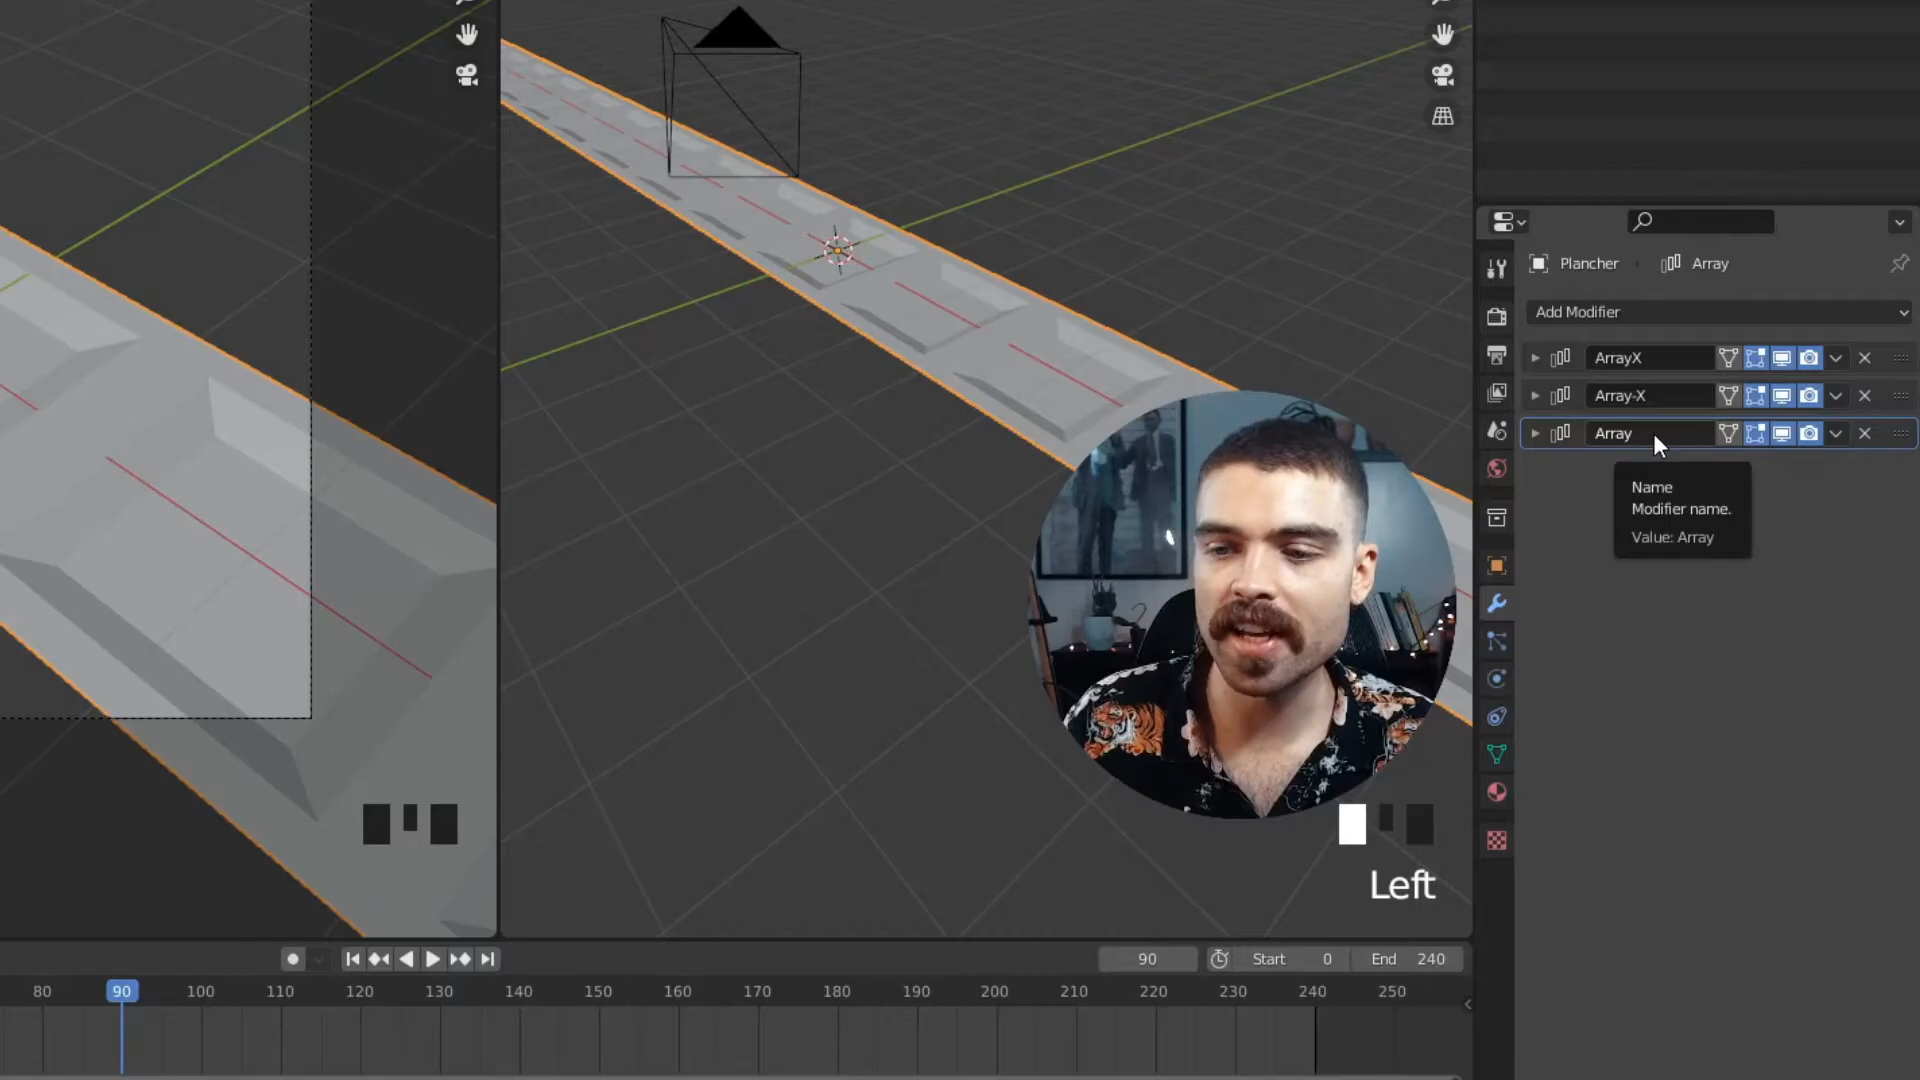 Plancher
Array
Add Modifier
ArrayX
Array-X
Array
Name
Modifier name.
Value: Array
Left
90
Start
0
End
240
80
90
100
110
120
130
140
150
160
170
180
190
200
210
220
230
240
250